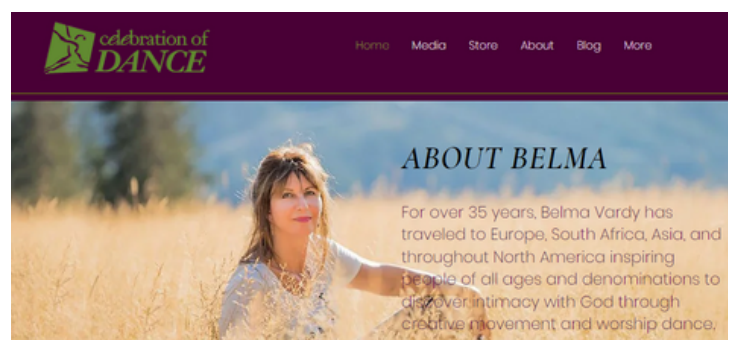 celebration of
DANCE
Home Media Store About Blog More
ABOUT BELMA
For over 35 years, Belma Vardy has
traveled to Europe, South Africa, Asia, and
throughout North America inspiring
people of all ages and denominations to
discover intimacy with God through
creative movement and worship dance,